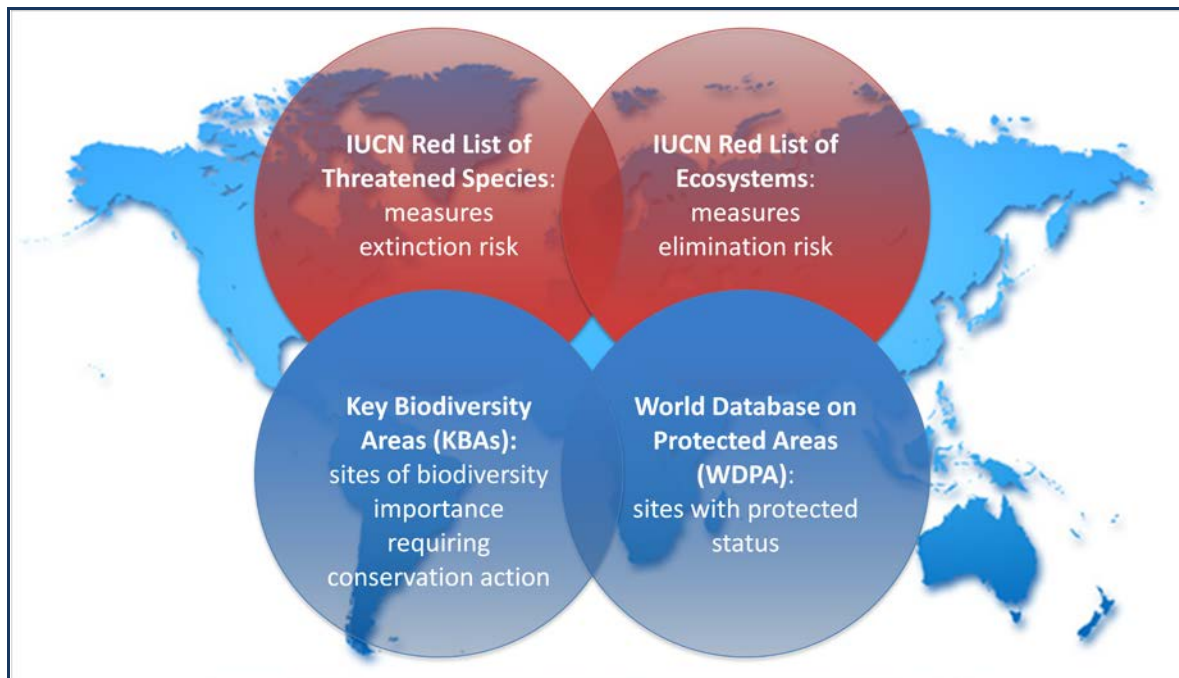 IUCN Red List of
Threatened Species:
measures
extinction risk
IUCN Red List of
Ecosystems:
measures
elimination risk
Key Biodiversity
Areas (KBAs):
sites of biodiversity
importance
requiring
conservation action
World Database on
Protected Areas
(WDPA):
sites with protected
status